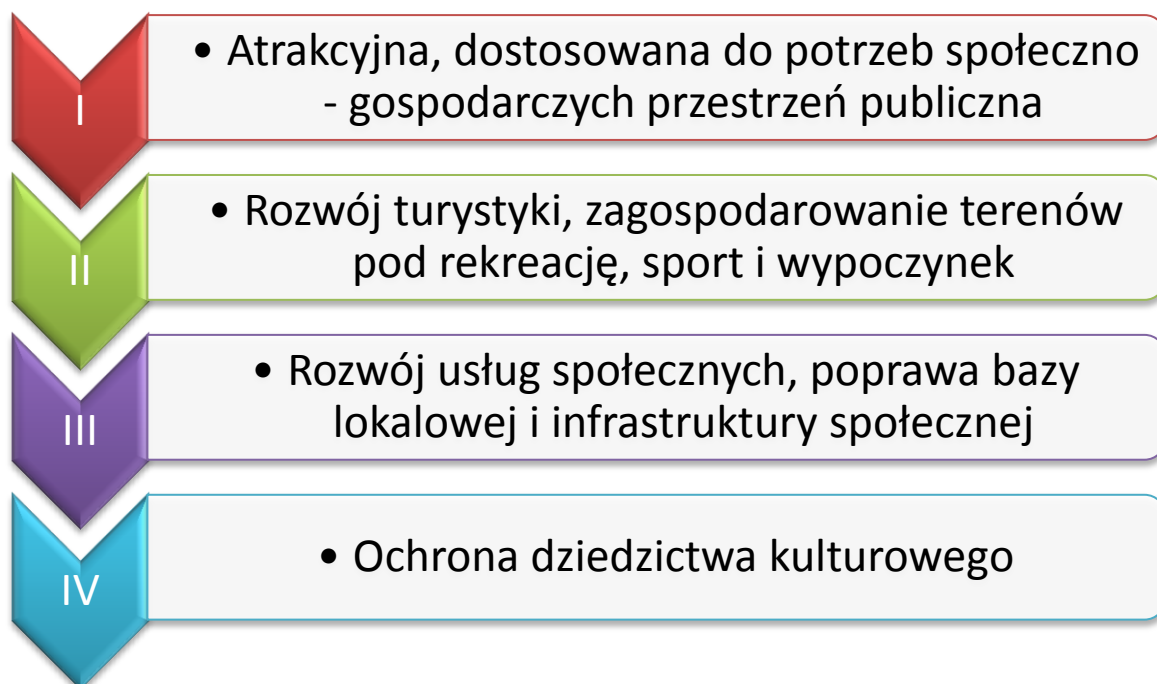 I
• Atrakcyjna, dostosowana do potrzeb społeczno
- gospodarczych przestrzeń publiczna
II
• Rozwój turystyki, zagospodarowanie terenów
pod rekreację, sport i wypoczynek
III
• Rozwój usług społecznych, poprawa bazy
lokalowej i infrastruktury społecznej
IV
• Ochrona dziedzictwa kulturowego